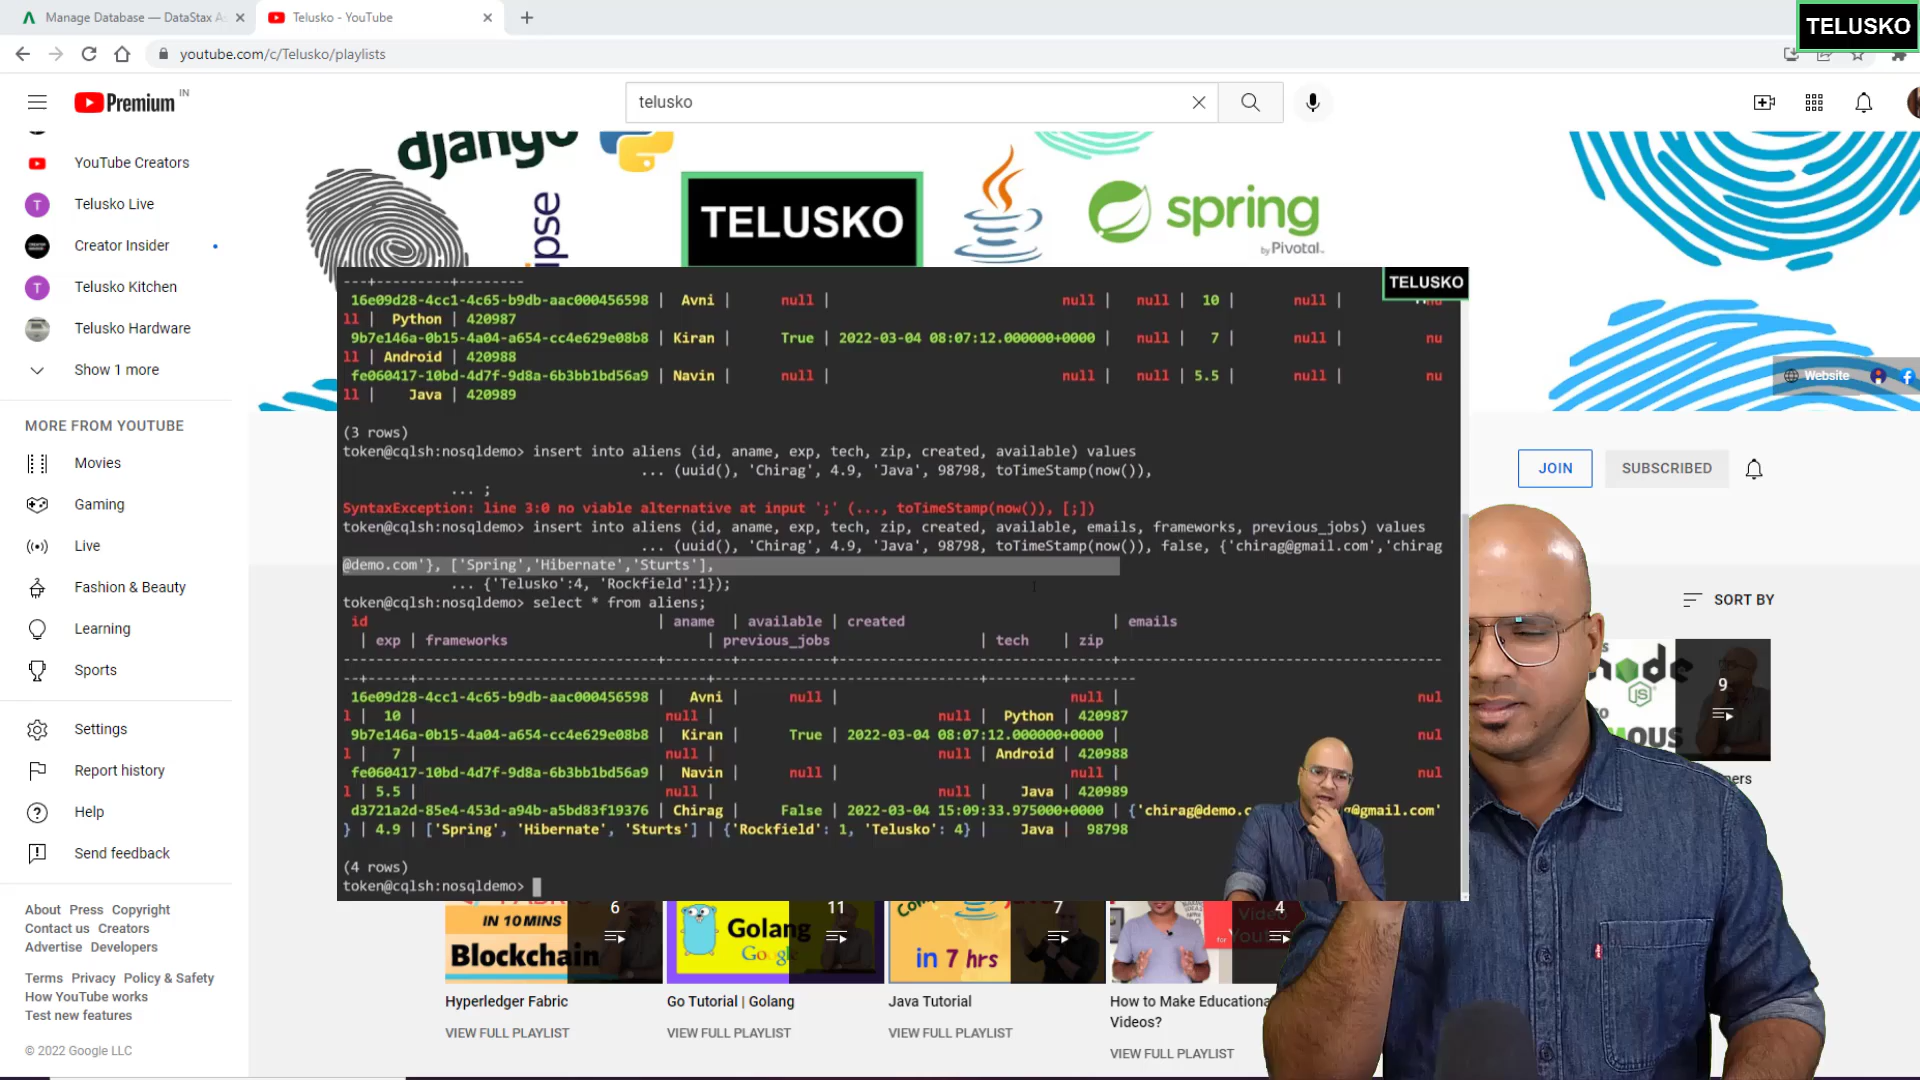 Manage Database — DataStax As
Telusko - YouTube
TELUSKO
youtube.com/c/Telusko/playlists
Premium IN
telusko
YouTube Creators
T Telusko Live
Creator Insider
T Telusko Kitchen
Telusko Hardware
Show 1 more
MORE FROM YOUTUBE
Movies
Gaming
Live
Fashion & Beauty
Learning
Sports
Settings
Report history
Help
Send feedback
About Press Copyright
Contact us Creators
Advertise Developers
Terms Privacy Policy & Safety
How YouTube works
Test new features
© 2022 Google LLC
django
ipse
TELUSKO
spring
by Pivotal
Website
JOIN
SUBSCRIBED
SORT BY
TELUSKO
---+----------+--------
16e09d28-4cc1-4c65-b9db-aac000456598 | Avni | null | null | null | 10 | null | nu
ll | Python | 420987
9b7e146a-0b15-4a04-a654-cc4e629e08b8 | Kiran | True | 2022-03-04 08:07:12.000000+0000 | null | 7 | null | nu
ll | Android | 420988
fe060417-10bd-4d7f-9d8a-6b3bb1bd56a9 | Navin | null | null | null | 5.5 | null | nu
ll | Java | 420989
(3 rows)
token@cqlsh:nosqldemo> insert into aliens (id, aname, exp, tech, zip, created, available) values
... (uuid(), 'Chirag', 4.9, 'Java', 98798, toTimeStamp(now()),
... ;
SyntaxException: line 3:0 no viable alternative at input ';' (..., toTimeStamp(now()), [;])
token@cqlsh:nosqldemo> insert into aliens (id, aname, exp, tech, zip, created, available, emails, frameworks, previous_jobs) values
... (uuid(), 'Chirag', 4.9, 'Java', 98798, toTimeStamp(now()), false, {'chirag@gmail.com','chirag
@demo.com'}, ['Spring','Hibernate','Sturts'],
... {'Telusko':4, 'Rockfield':1});
token@cqlsh:nosqldemo> select * from aliens;
id | aname | available | created | emails
| exp | frameworks | previous_jobs | tech | zip
16e09d28-4cc1-4c65-b9db-aac000456598 | Avni | null | null | nul
l | 10 | null | null | Python | 420987
9b7e146a-0b15-4a04-a654-cc4e629e08b8 | Kiran | True | 2022-03-04 08:07:12.000000+0000 | nul
l | 7 | null | null | Android | 420988
fe060417-10bd-4d7f-9d8a-6b3bb1bd56a9 | Navin | null | null | nul
l | 5.5 | null | null | Java | 420989
d3721a2d-85e4-453d-a94b-a5bd83f19376 | Chirag | False | 2022-03-04 15:09:33.975000+0000 | {'chirag@demo.c g@gmail.com'
} | 4.9 | ['Spring', 'Hibernate', 'Sturts'] | {'Rockfield': 1, 'Telusko': 4} | Java | 98798
(4 rows)
token@cqlsh:nosqldemo>
node
JS
9
ners
IN 10 MINS
Blockchain
6
Hyperledger Fabric
VIEW FULL PLAYLIST
Golang
Google
11
Go Tutorial | Golang
VIEW FULL PLAYLIST
in 7 hrs
7
Java Tutorial
VIEW FULL PLAYLIST
Video
for You
4
How to Make Educationa
Videos?
VIEW FULL PLAYLIST